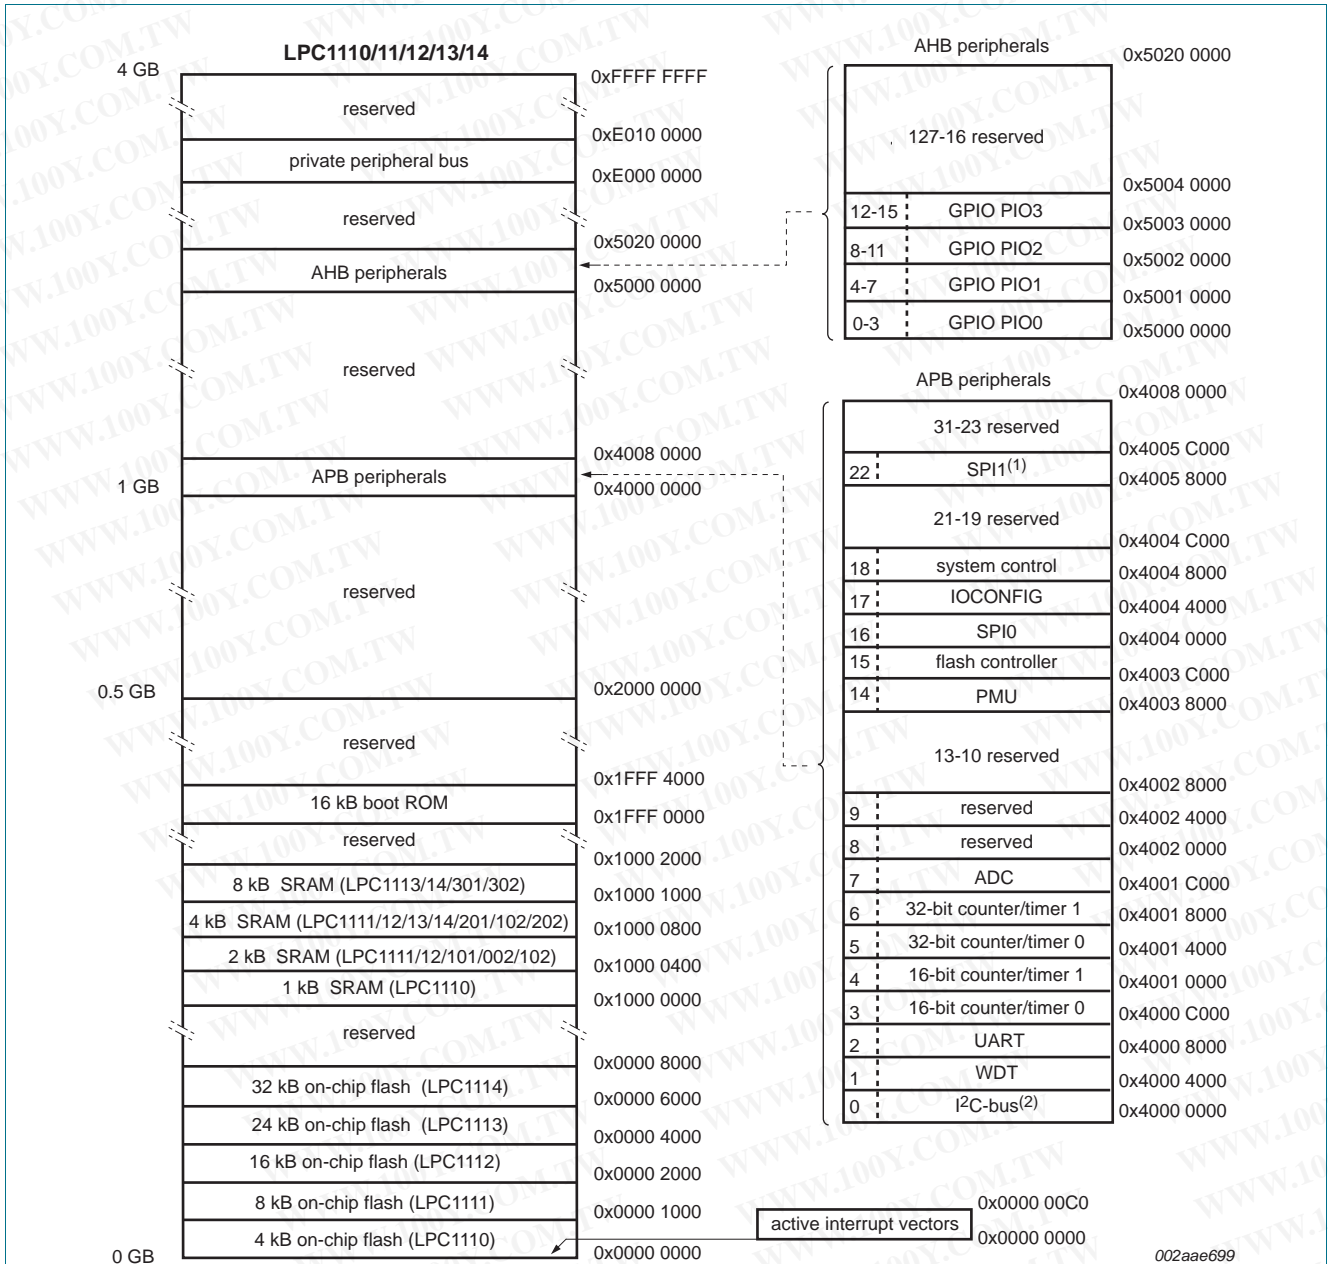 LPC1110/11/12/13/14
4 GB
0xFFFF FFFF
reserved
0xE010 0000
private peripheral bus
0xE000 0000
reserved
0x5020 0000
AHB peripherals
0x5000 0000
reserved
0x4008 0000
APB peripherals
1 GB
0x4000 0000
reserved
0.5 GB
0x2000 0000
reserved
0x1FFF 4000
16 kB boot ROM
0x1FFF 0000
reserved
0x1000 2000
8 kB SRAM (LPC1113/14/301/302)
0x1000 1000
4 kB SRAM (LPC1111/12/13/14/201/102/202)
0x1000 0800
2 kB SRAM (LPC1111/12/101/002/102)
0x1000 0400
1 kB SRAM (LPC1110)
0x1000 0000
reserved
0x0000 8000
32 kB on-chip flash (LPC1114)
0x0000 6000
24 kB on-chip flash (LPC1113)
0x0000 4000
16 kB on-chip flash (LPC1112)
0x0000 2000
8 kB on-chip flash (LPC1111)
0x0000 1000
4 kB on-chip flash (LPC1110)
0 GB
0x0000 0000
AHB peripherals
0x5020 0000
127-16 reserved
0x5004 0000
12-15 GPIO PIO3
0x5003 0000
8-11 GPIO PIO2
0x5002 0000
4-7 GPIO PIO1
0x5001 0000
0-3 GPIO PIO0
0x5000 0000
APB peripherals
0x4008 0000
31-23 reserved
0x4005 C000
22 SPI1(1)
0x4005 8000
21-19 reserved
0x4004 C000
18 system control
0x4004 8000
17 IOCONFIG
0x4004 4000
16 SPI0
0x4004 0000
15 flash controller
0x4003 C000
14 PMU
0x4003 8000
13-10 reserved
0x4002 8000
9 reserved
0x4002 4000
8 reserved
0x4002 0000
7 ADC
0x4001 C000
6 32-bit counter/timer 1
0x4001 8000
5 32-bit counter/timer 0
0x4001 4000
4 16-bit counter/timer 1
0x4001 0000
3 16-bit counter/timer 0
0x4000 C000
2 UART
0x4000 8000
1 WDT
0x4000 4000
0 I2C-bus(2)
0x4000 0000
0x0000 00C0
active interrupt vectors
0x0000 0000
002aae699
WWW.100Y.COM.TW